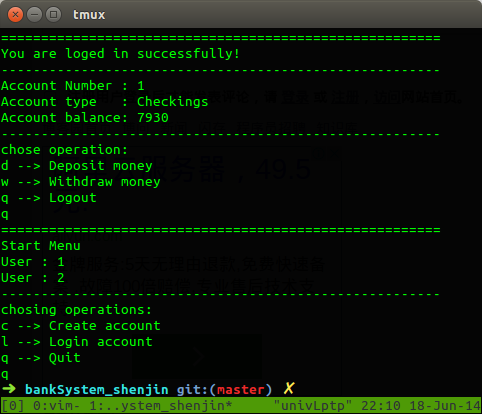 tmux
======================================================
You are loged in successfully!
------------------------------------------------------
Account Number : 1
Account type   : Checkings
Account balance: 7930
------------------------------------------------------
chose operation:
d --> Deposit money
w --> Withdraw money
q --> Logout
q
======================================================
Start Menu
User : 1
User : 2
------------------------------------------------------
chosing operations:
c --> Create account
l --> Login account
q --> Quit
q
➜ bankSystem_shenjin git:(master) ✗
[0] 0:vim- 1:..ystem_shenjin* "univLptp" 22:10 18-Jun-14